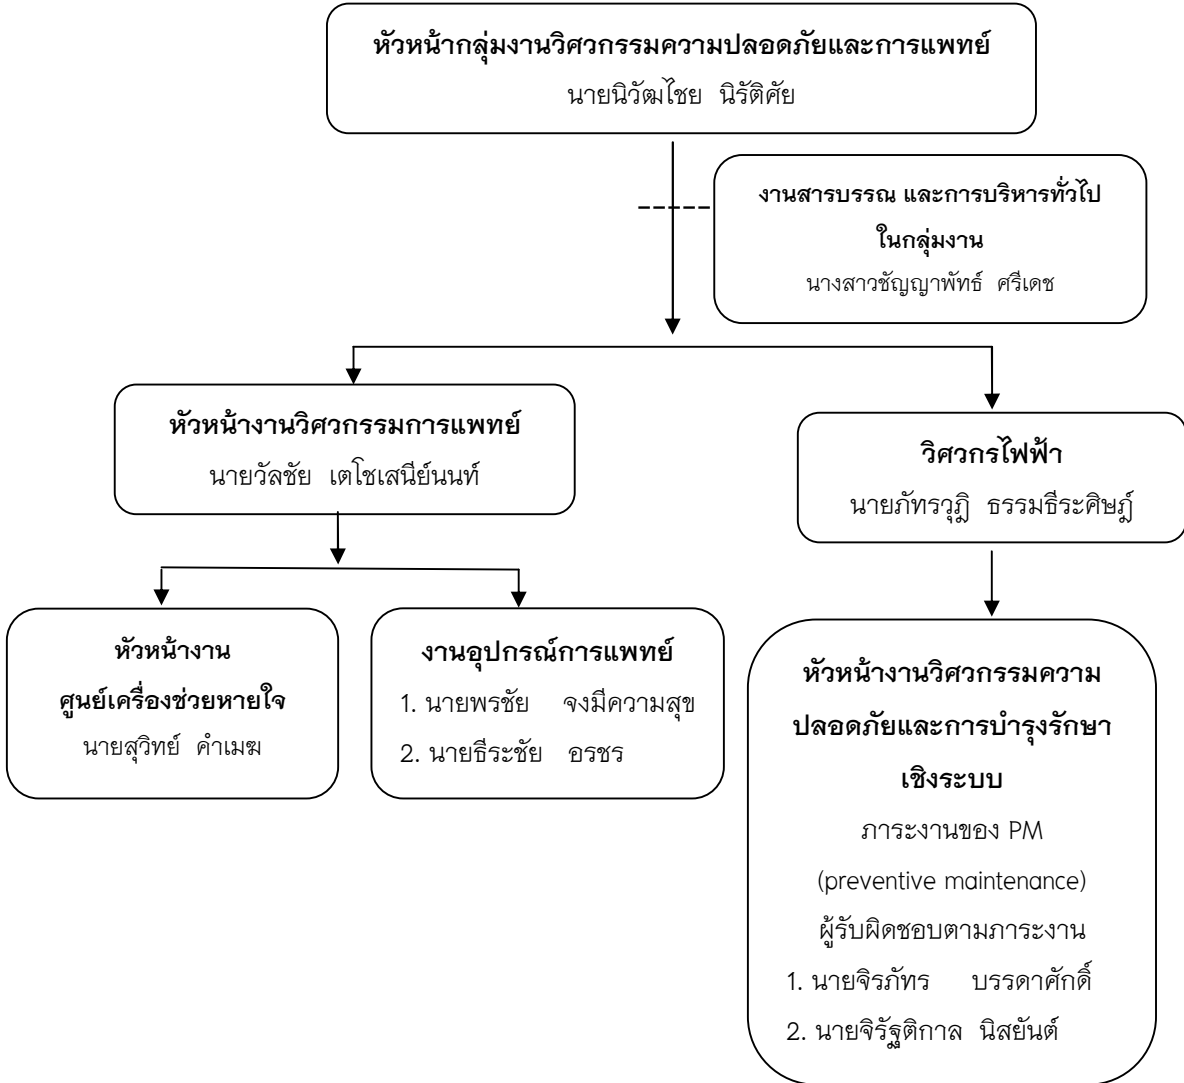 หัวหน้ากลุ่มงานวิศวกรรมความปลอดภัยและการแพทย์
นายนิวัฒไชย นิรัติศัย
งานสารบรรณ และการบริหารทั่วไป
ในกลุ่มงาน
นางสาวชัญญาพัทธ์ ศรีเดช
หัวหน้างานวิศวกรรมการแพทย์
นายวัลชัย เตโชเสนีย์นนท์
วิศวกรไฟฟ้า
นายภัทรวุฎิ ธรรมธีระศิษฎ์
หัวหน้างาน
ศูนย์เครื่องช่วยหายใจ
นายสุวิทย์ คำเมฆ
งานอุปกรณ์การแพทย์
1. นายพรชัย จงมีความสุข
2. นายธีระชัย อรชร
หัวหน้างานวิศวกรรมความ
ปลอดภัยและการบำรุงรักษา
เชิงระบบ
ภาระงานของ PM
(preventive maintenance)
ผู้รับผิดชอบตามภาระงาน
1. นายจิรภัทร บรรดาศักดิ์
2. นายจิรัฐติกาล นิสยันต์